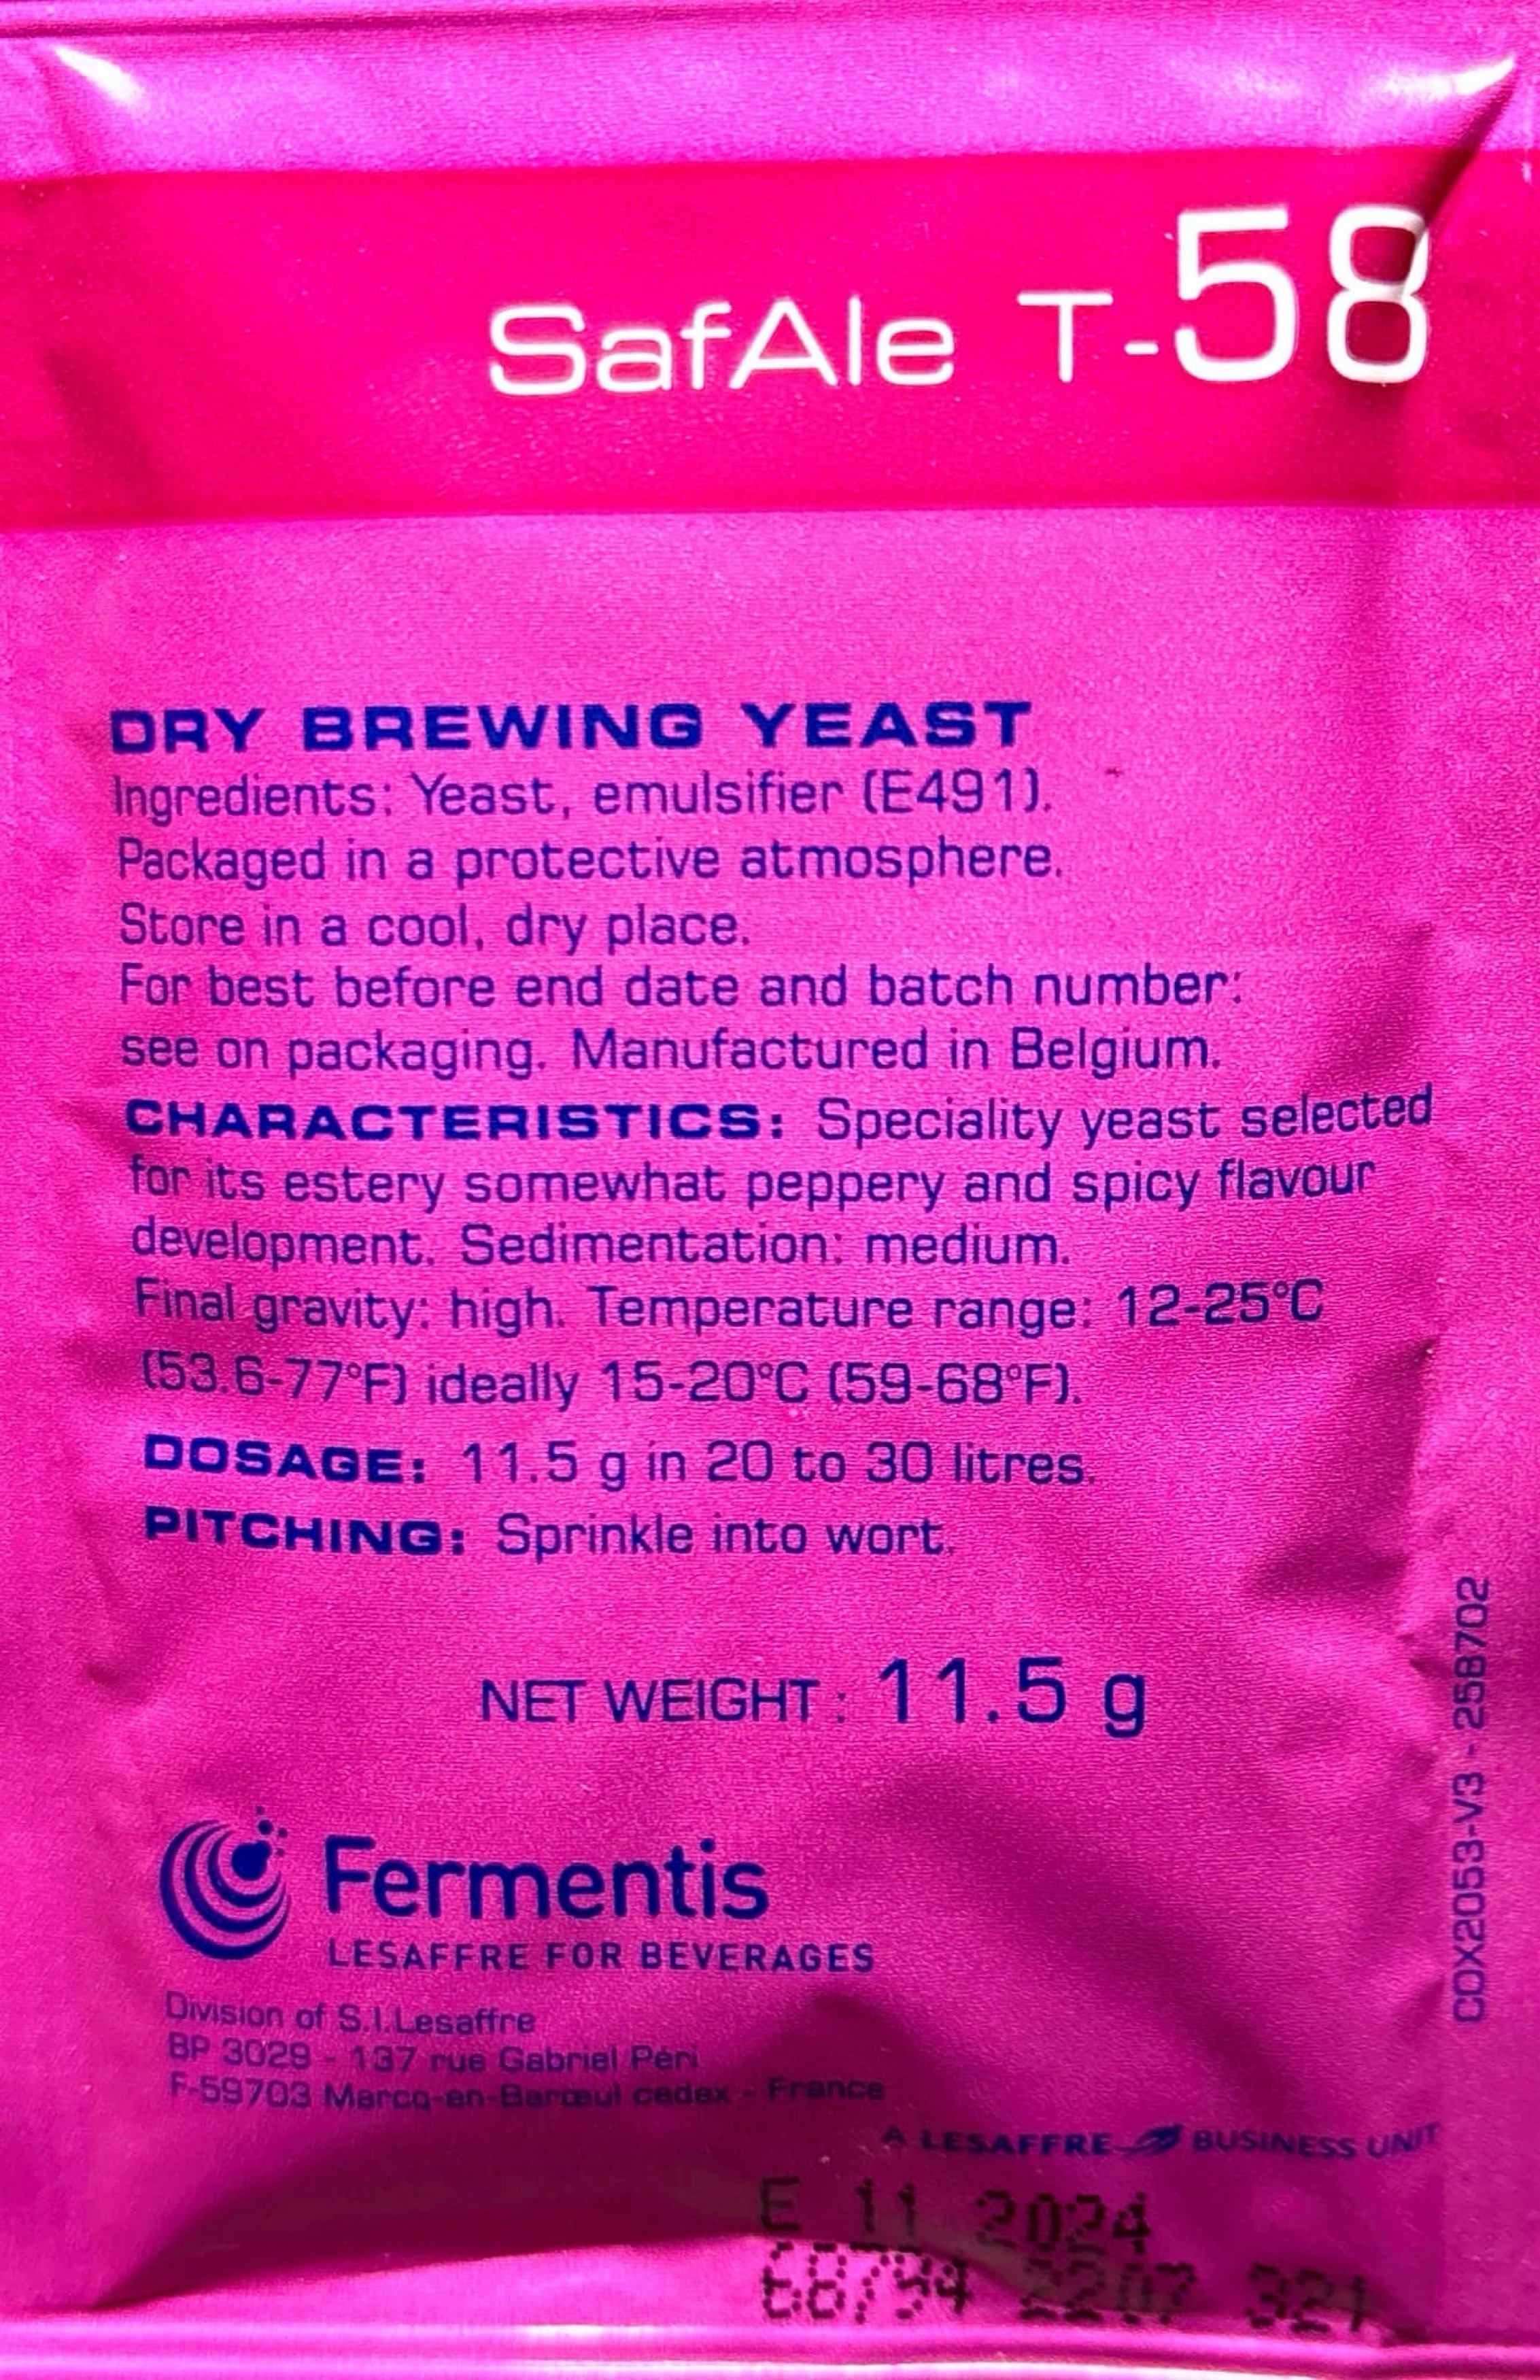 SafAle T-58
DRY BREWING YEAST
Ingredients: Yeast, emulsifier (E491).
Packaged in a protective atmosphere.
Store in a cool, dry place.
For best before end date and batch number:
see on packaging. Manufactured in Belgium.
CHARACTERISTICS: Speciality yeast selected
for its estery somewhat peppery and spicy flavour
development. Sedimentation: medium.
Final gravity: high. Temperature range: 12-25°C
(53.6-77°F) ideally 15-20°C (59-68°F).
DOSAGE: 11.5 g in 20 to 30 litres.
PITCHING: Sprinkle into wort.
NET WEIGHT : 11.5 g
COX2053-V3 - 258702
Fermentis
LESAFFRE FOR BEVERAGES
Division of S.I.Lesaffre
BP 3029 - 137 rue Gabriel Péri
F-59703 Marcq-en-Barœul cedex - France
A LESAFFRE BUSINESS UNIT
E 11 2024
68794 2207 321